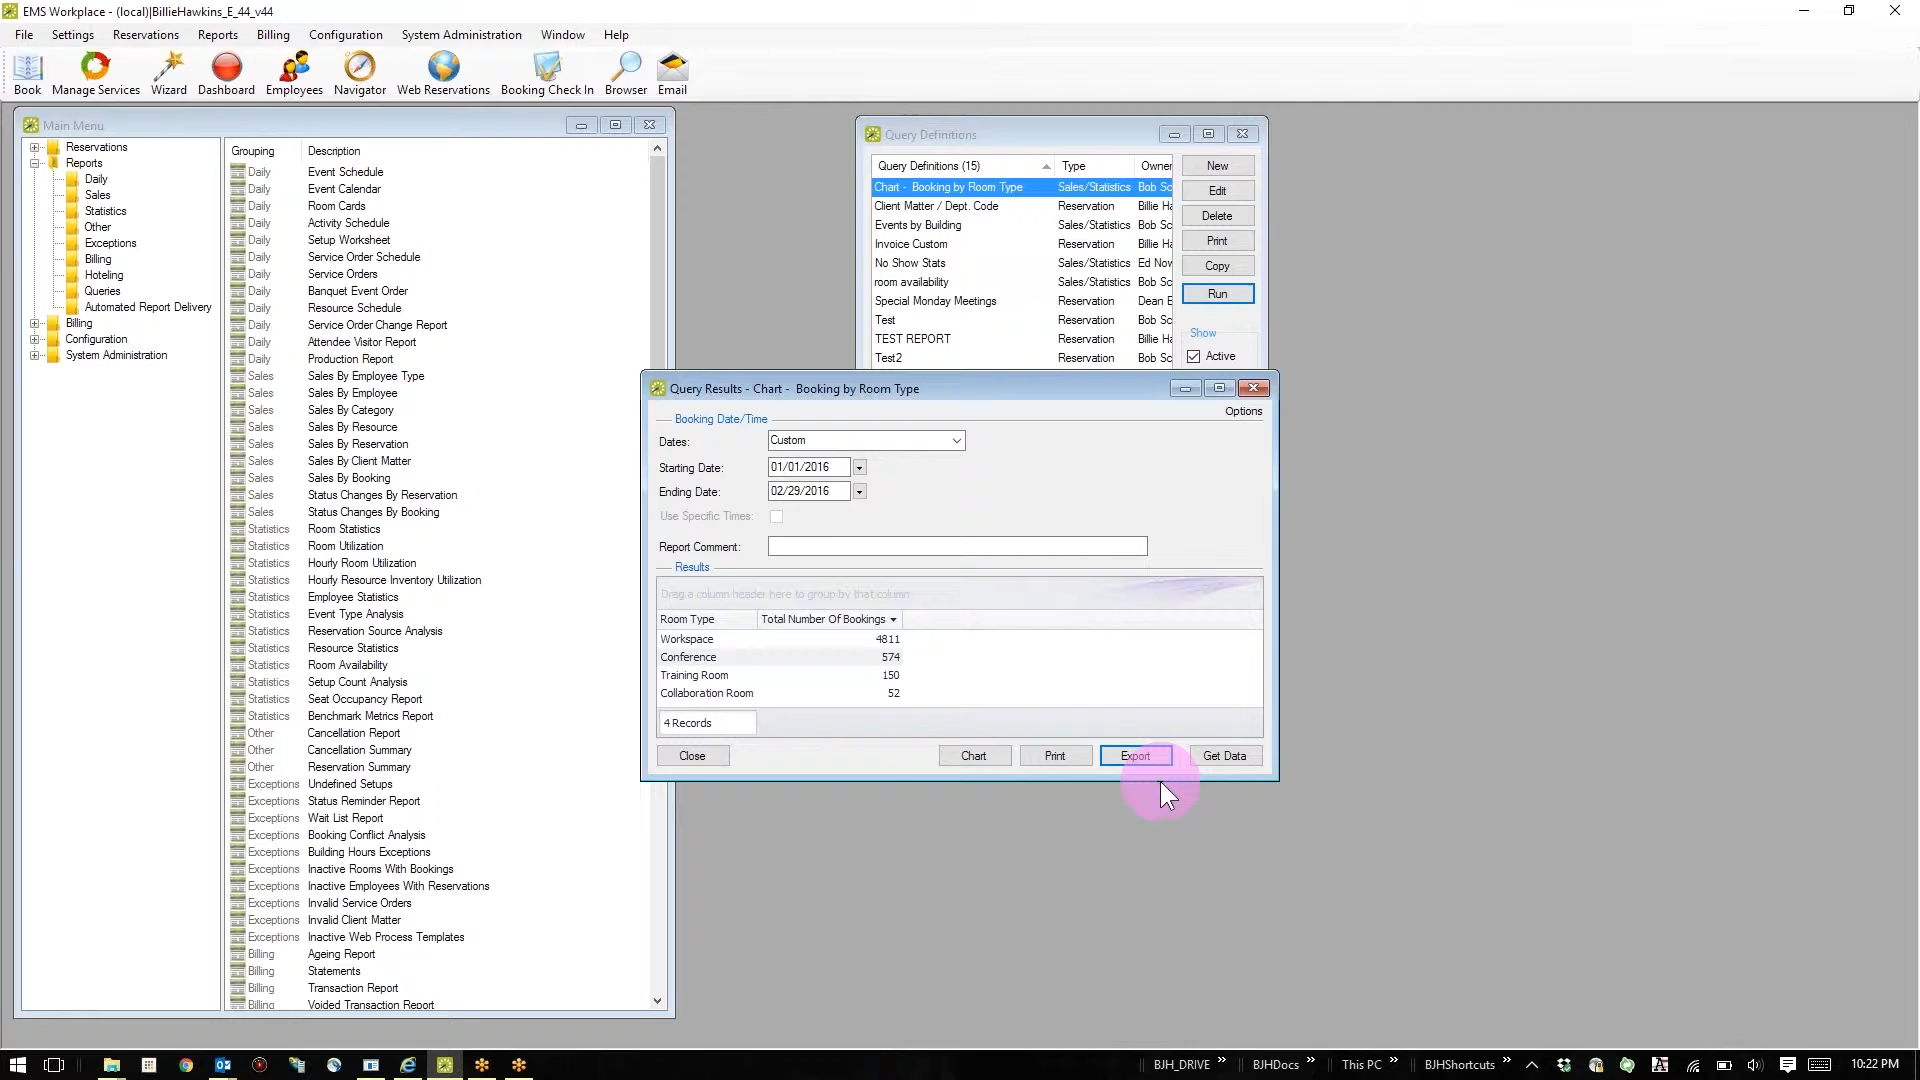 EMS Workplace - (local)|BillieHawkins_E_44_v44
File Settings Reservations Reports Billing Configuration System Administration Window Help
Book Manage Services Wizard Dashboard Employees Navigator Web Reservations Booking Check In Browser Email
Main Menu
Reservations
Reports
Daily
Sales
Statistics
Other
Exceptions
Billing
Hoteling
Queries
Automated Report Delivery
Billing
Configuration
System Administration
Grouping Description
Daily Event Schedule
Daily Event Calendar
Daily Room Cards
Daily Activity Schedule
Daily Setup Worksheet
Daily Service Order Schedule
Daily Service Orders
Daily Banquet Event Order
Daily Resource Schedule
Daily Service Order Change Report
Daily Attendee Visitor Report
Daily Production Report
Sales Sales By Employee Type
Sales Sales By Employee
Sales Sales By Category
Sales Sales By Resource
Sales Sales By Reservation
Sales Sales By Client Matter
Sales Sales By Booking
Sales Status Changes By Reservation
Sales Status Changes By Booking
Statistics Room Statistics
Statistics Room Utilization
Statistics Hourly Room Utilization
Statistics Hourly Resource Inventory Utilization
Statistics Employee Statistics
Statistics Event Type Analysis
Statistics Reservation Source Analysis
Statistics Resource Statistics
Statistics Room Availability
Statistics Setup Count Analysis
Statistics Seat Occupancy Report
Statistics Benchmark Metrics Report
Other Cancellation Report
Other Cancellation Summary
Other Reservation Summary
Exceptions Undefined Setups
Exceptions Status Reminder Report
Exceptions Wait List Report
Exceptions Booking Conflict Analysis
Exceptions Building Hours Exceptions
Exceptions Inactive Rooms With Bookings
Exceptions Inactive Employees With Reservations
Exceptions Invalid Service Orders
Exceptions Invalid Client Matter
Exceptions Inactive Web Process Templates
Billing Ageing Report
Billing Statements
Billing Transaction Report
Billing Voided Transaction Report
Query Definitions
Query Definitions (15) Type Owner
Chart - Booking by Room Type Sales/Statistics Bob Sc
Client Matter / Dept. Code Reservation Billie Ha
Events by Building Sales/Statistics Bob Sc
Invoice Custom Reservation Billie Ha
No Show Stats Sales/Statistics Ed Now
room availability Sales/Statistics Bob Sc
Special Monday Meetings Reservation Dean E
Test Reservation Bob Sc
TEST REPORT Reservation Billie Ha
Test2 Reservation Bob Sc
New
Edit
Delete
Print
Copy
Run
Show
Active
Query Results - Chart - Booking by Room Type
Options
Booking Date/Time
Dates: Custom
Starting Date: 01/01/2016
Ending Date: 02/29/2016
Use Specific Times:
Report Comment:
Results
Drag a column header here to group by that column
Room Type Total Number Of Bookings
Workspace 4811
Conference 574
Training Room 150
Collaboration Room 52
4 Records
Close Chart Print Export Get Data
BJH_DRIVE » BJHDocs » This PC » BJHShortcuts » 10:22 PM